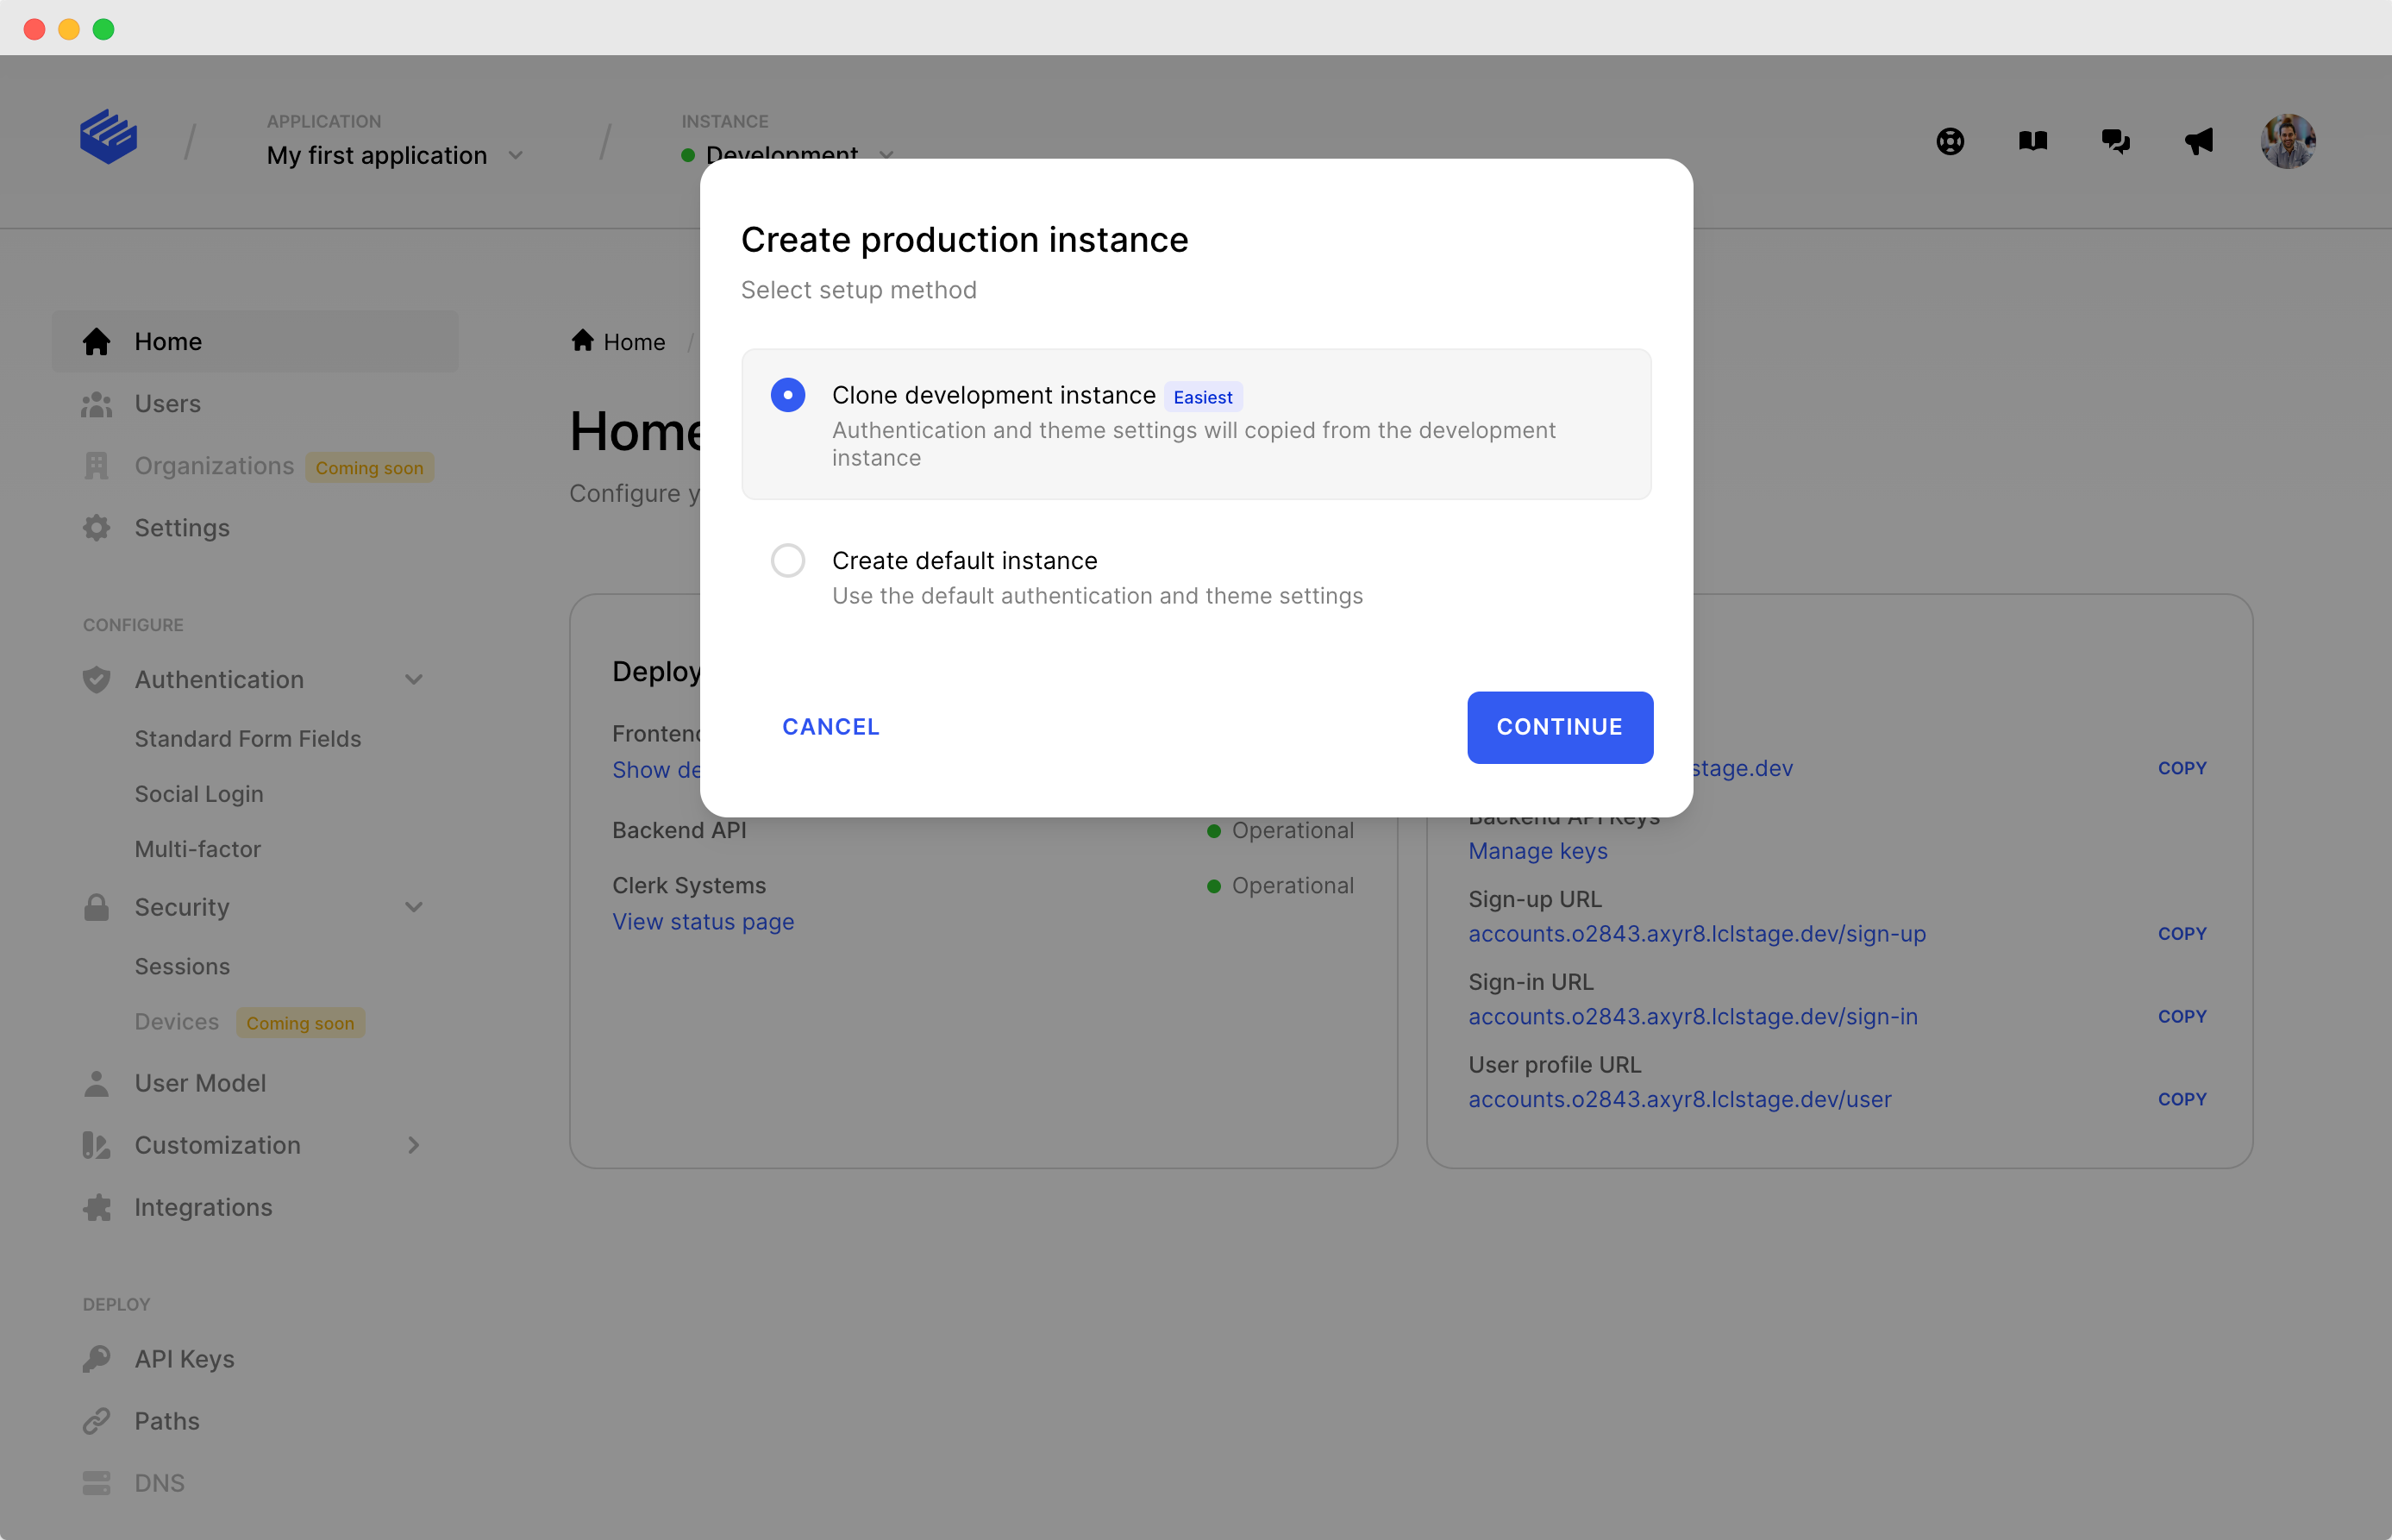 APPLICATION
My first application
INSTANCE
Development
Home
Users
Organizations Coming soon
Settings
CONFIGURE
Authentication
Standard Form Fields
Social Login
Multi-factor
Security
Sessions
Devices Coming soon
User Model
Customization
Integrations
DEPLOY
API Keys
Paths
DNS
Home /
Home
Configure y
Deploy
Frontend
Show de
Backend API
Operational
Clerk Systems
Operational
View status page
Create production instance
Select setup method
Clone development instance Easiest
Authentication and theme settings will copied from the development
instance
Create default instance
Use the default authentication and theme settings
CANCEL
CONTINUE
stage.dev
COPY
Backend API Keys
Manage keys
Sign-up URL
accounts.o2843.axyr8.lclstage.dev/sign-up
COPY
Sign-in URL
accounts.o2843.axyr8.lclstage.dev/sign-in
COPY
User profile URL
accounts.o2843.axyr8.lclstage.dev/user
COPY